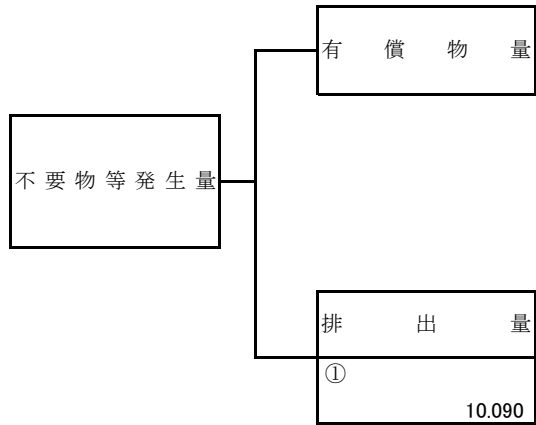 有償物量
不要物等発生量
排出量
①
10.090